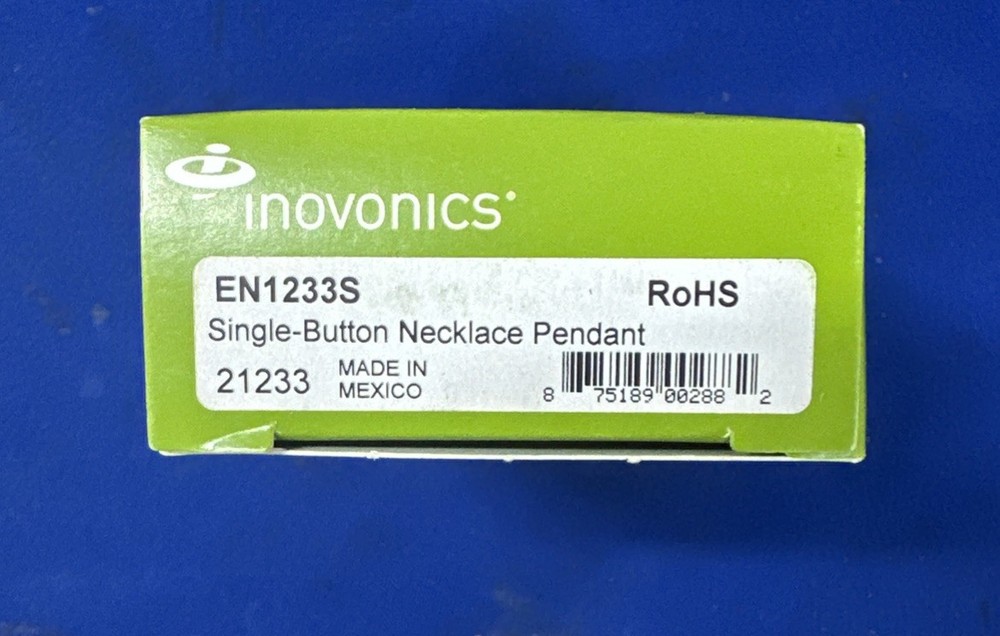 inovonics
EN1233S RoHS
Single-Button Necklace Pendant
21233 MADE IN
MEXICO
8 75189 00288 2